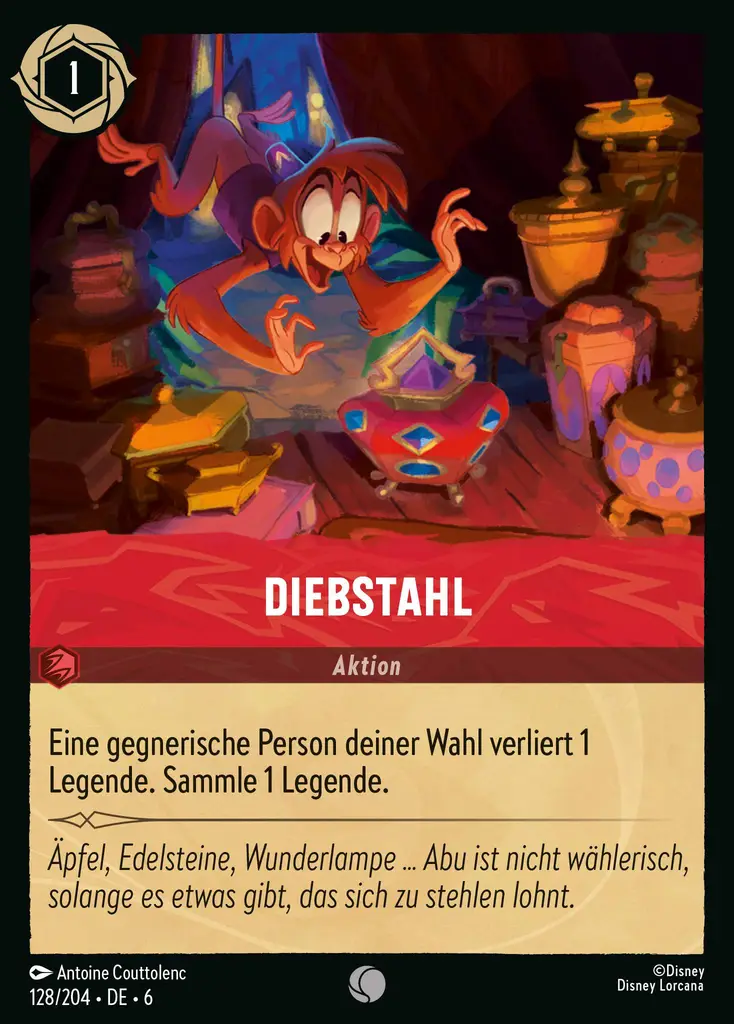 1
DIEBSTAHL
Aktion
Eine gegnerische Person deiner Wahl verliert 1
Legende. Sammle 1 Legende.
Äpfel, Edelsteine, Wunderlampe ... Abu ist nicht wählerisch,
solange es etwas gibt, das sich zu stehlen lohnt.
Antoine Couttolenc
©Disney
128/204 • DE • 6
Disney Lorcana